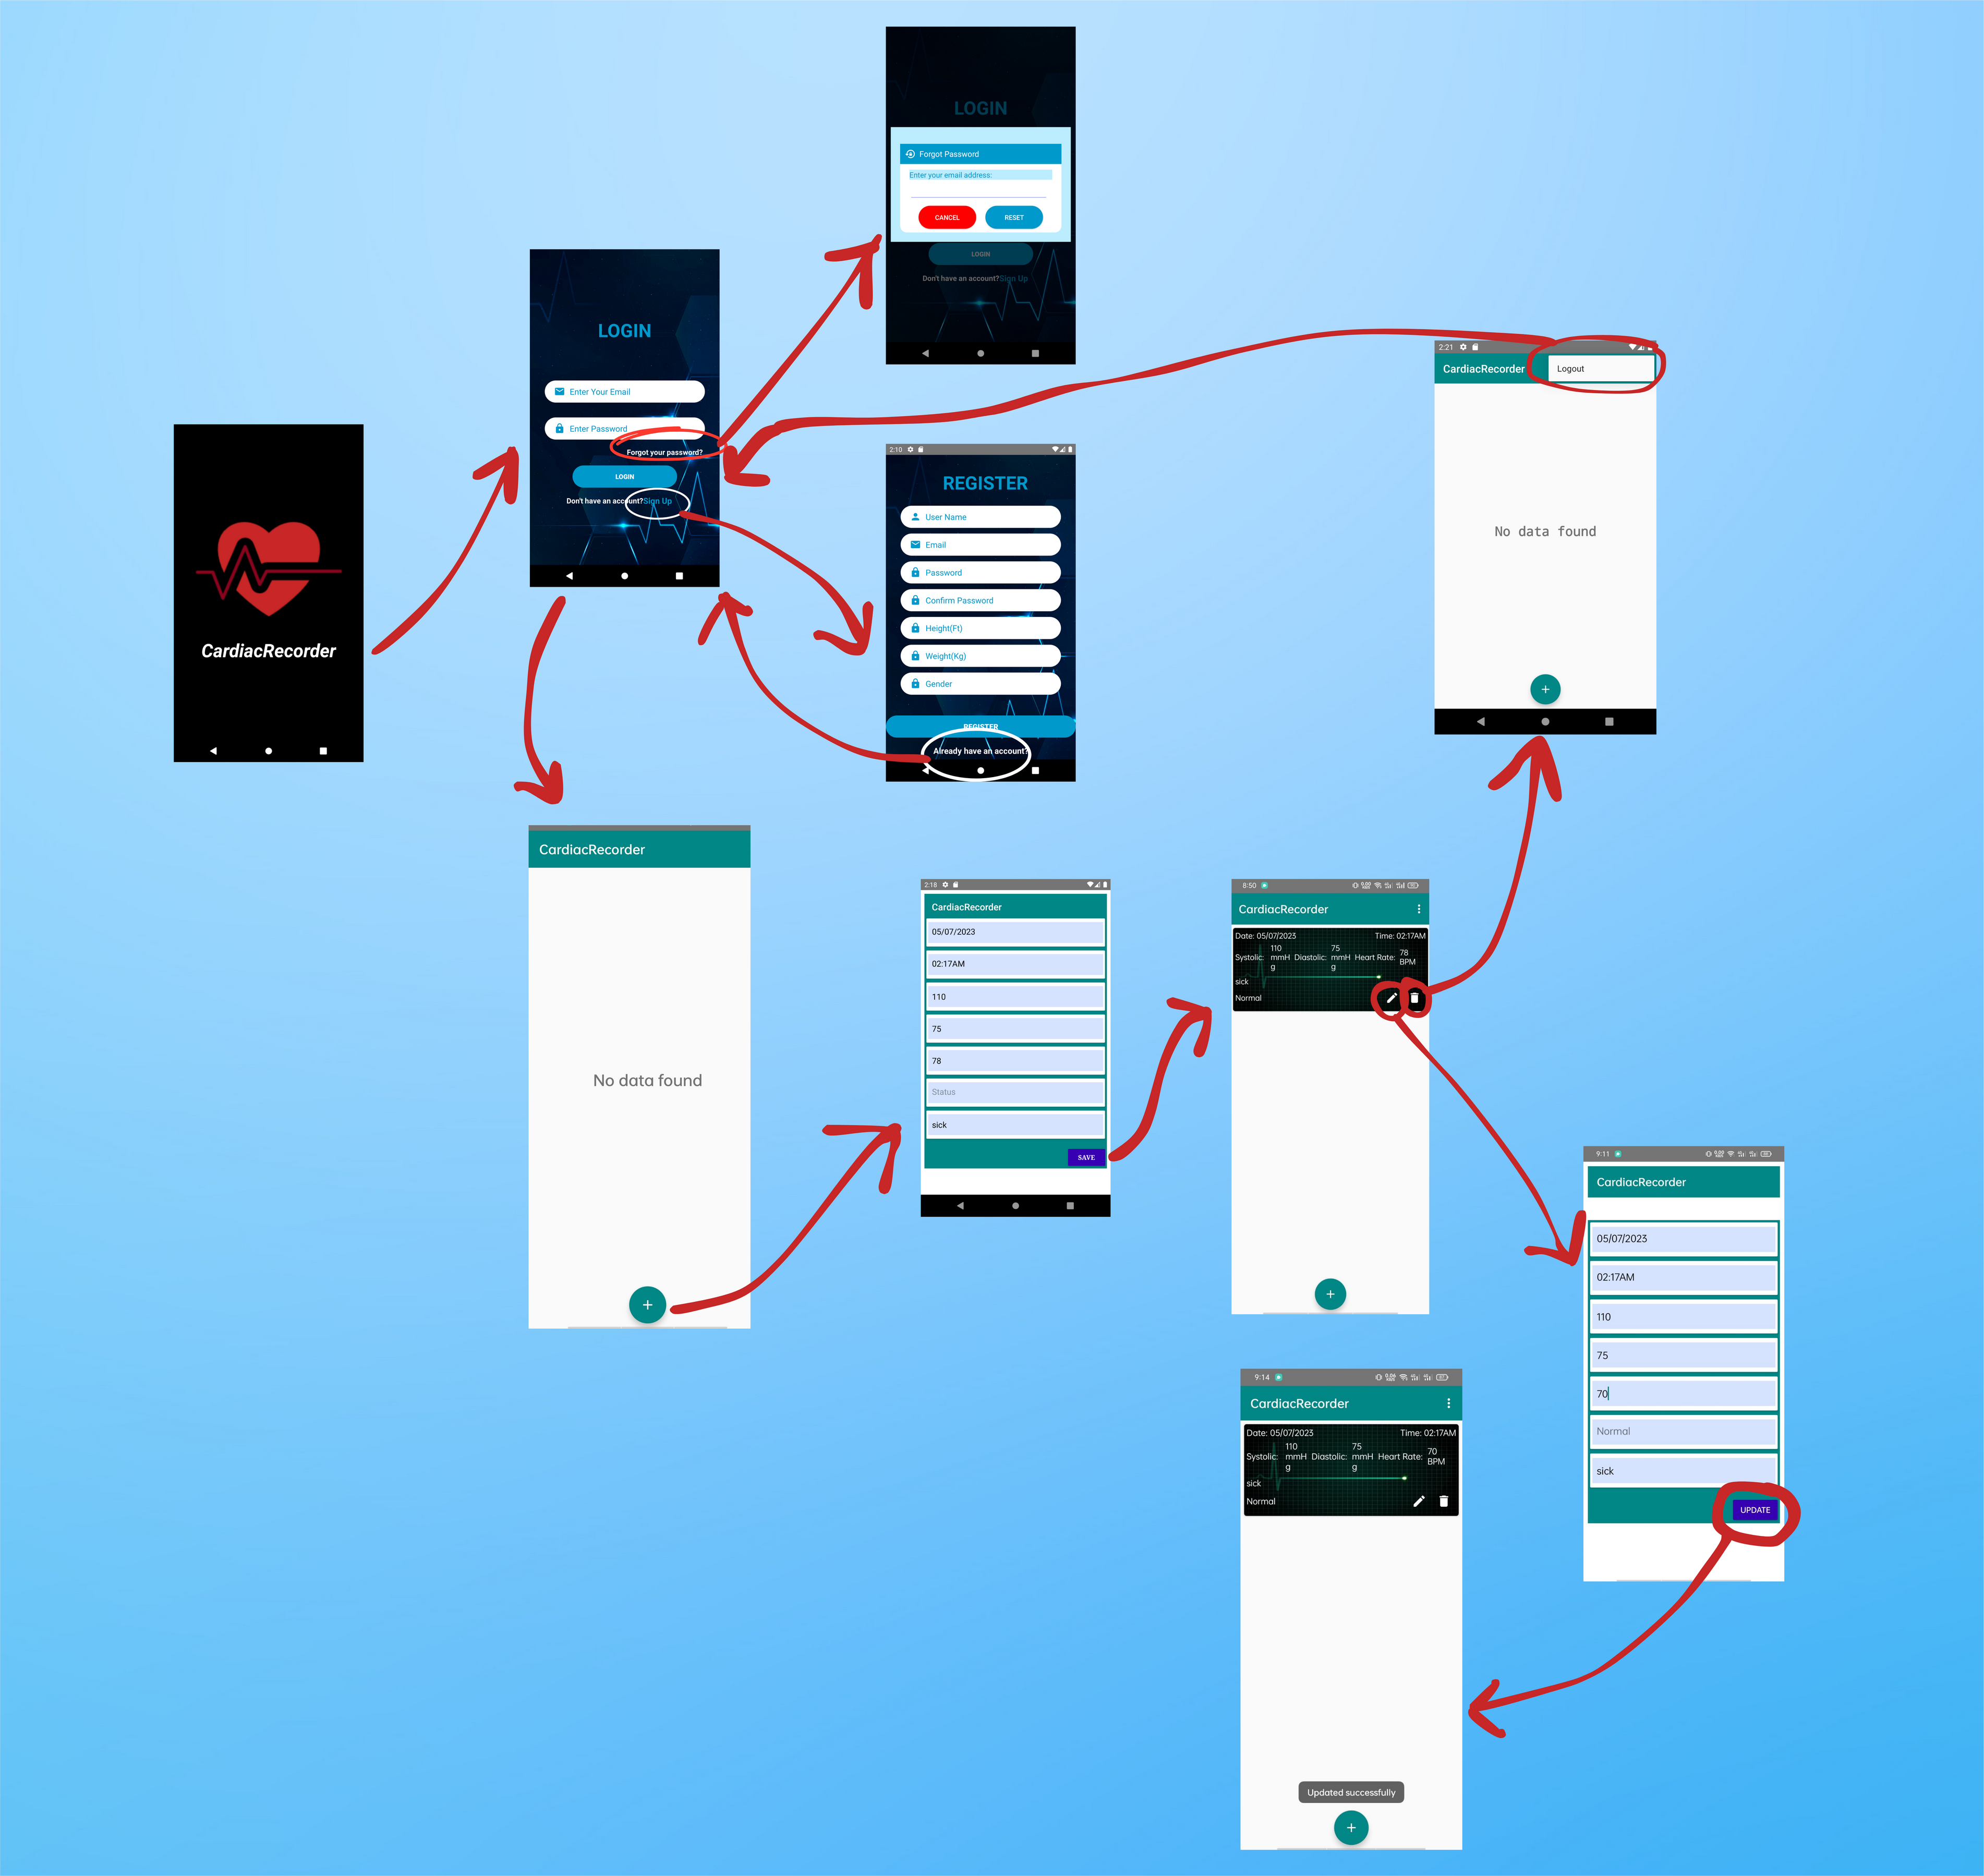 CardiacRecorder
LOGIN
Enter Your Email
Enter Password
Forgot your password?
LOGIN
Don't have an account?Sign Up
LOGIN
Forgot Password
Enter your email address:
CANCEL
RESET
LOGIN
Don't have an account?Sign Up
2:10
REGISTER
User Name
Email
Password
Confirm Password
Height(Ft)
Weight(Kg)
Gender
REGISTER
Already have an account?
2:21
CardiacRecorder
Logout
No data found
CardiacRecorder
No data found
2:18
CardiacRecorder
05/07/2023
02:17AM
110
75
78
Status
sick
SAVE
8:50
CardiacRecorder
Date: 05/07/2023 Time: 02:17AM
Systolic: 110 mmHg Diastolic: 75 mmHg Heart Rate: 78 BPM
sick
Normal
9:11
CardiacRecorder
05/07/2023
02:17AM
110
75
70
Normal
sick
UPDATE
9:14
CardiacRecorder
Date: 05/07/2023 Time: 02:17AM
Systolic: 110 mmHg Diastolic: 75 mmHg Heart Rate: 70 BPM
sick
Normal
Updated successfully